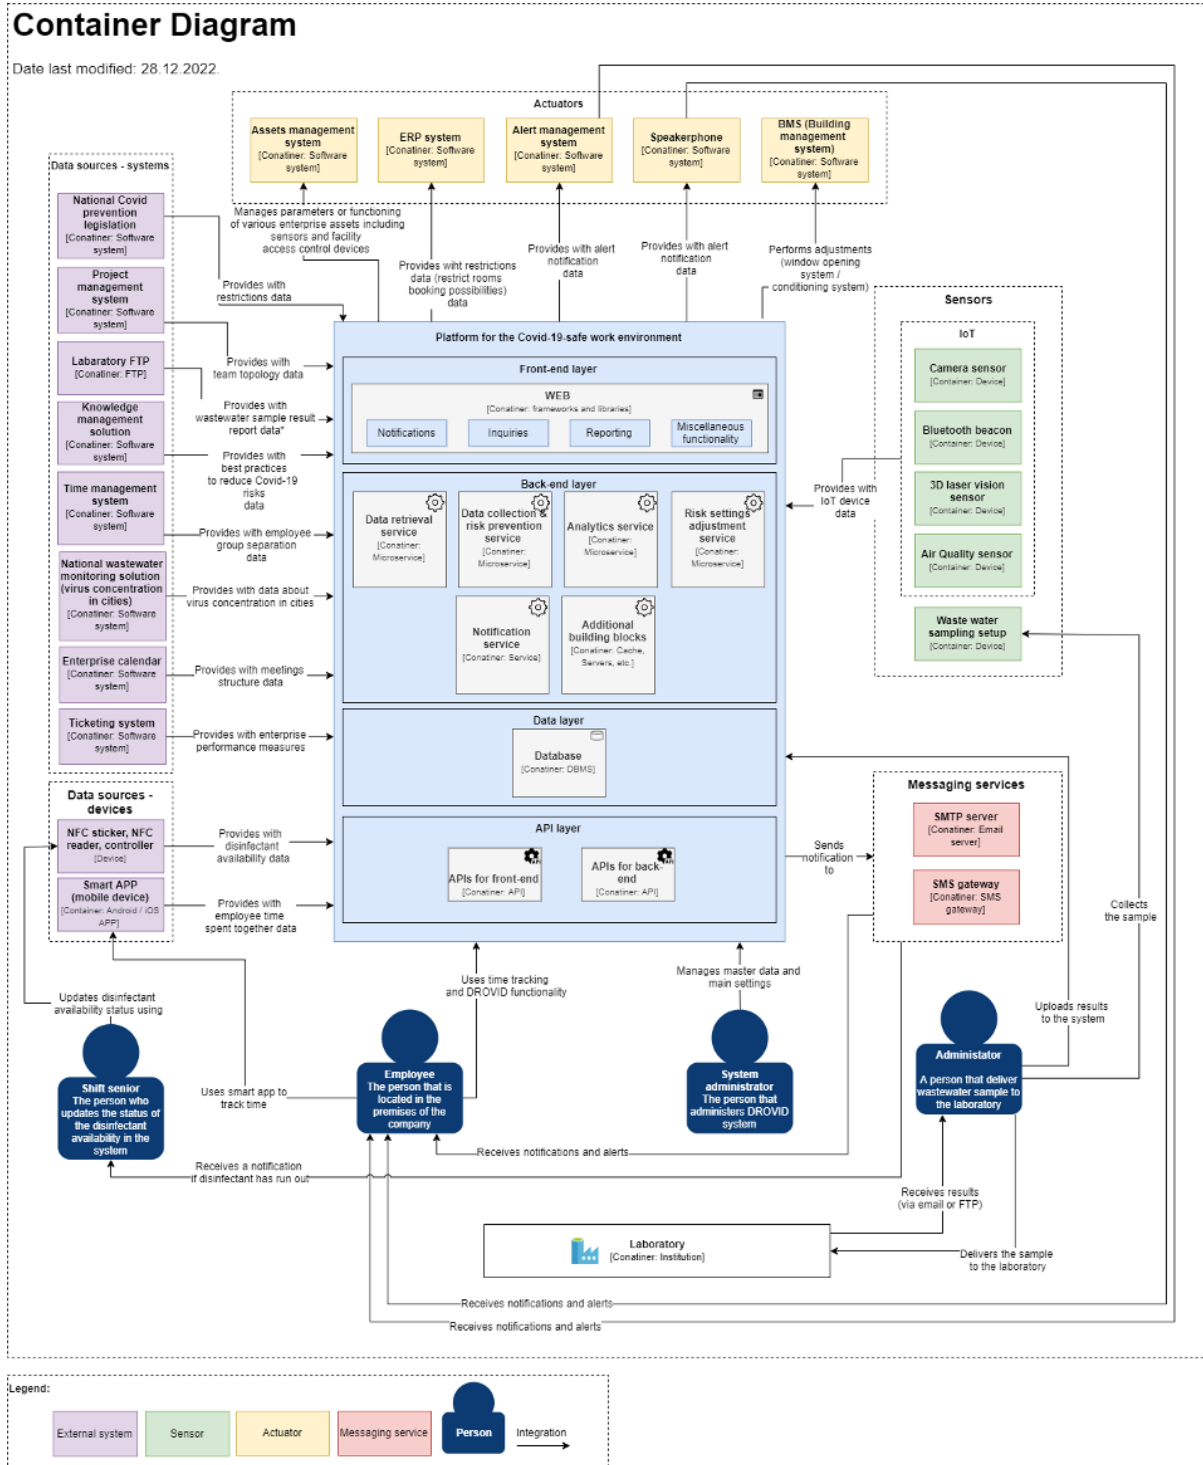 Container Diagram
Date last modified: 28.12.2022.
Actuators
Assets management
system
[Conatiner: Software
system]
ERP system
[Conatiner: Software
system]
Alert management
system
[Conatiner: Software
system]
Speakerphone
[Conatiner: Software
system]
BMS (Building
management
system)
[Conatiner: Software
system]
Data sources - systems
National Covid
prevention
legislation
[Conatiner: Software
system]
Project
management
system
[Conatiner: Software
system]
Labaratory FTP
[Conatiner: FTP]
Knowledge
management
solution
[Conatiner: Software
system]
Time management
system
[Conatiner: Software
system]
National wastewater
monitoring solution
(virus concentration
in cities)
[Conatiner: Software
system]
Enterprise calendar
[Conatiner: Software
system]
Ticketing system
[Conatiner: Software
system]
Manages parameters or functioning
of various enterprise assets including
sensors and facility
access control devices
Provides wiht restrictions
data (restrict rooms
booking possibilities)
data
Provides with alert
notification
data
Provides with alert
notification
data
Performs adjustments
(window opening
system /
conditioning system)
Provides with
restrictions data
Provides with
team topology data
Provides with
wastewater sample result
report data*
Provides with
best practices
to reduce Covid-19
risks
data
Provides with employee
group separation
data
Provides with data about
virus concentration in cities
Provides with meetings
structure data
Provides with enterprise
performance measures
Platform for the Covid-19-safe work environment
Front-end layer
WEB
[Conatiner: frameworks and libraries]
Notifications
Inquiries
Reporting
Miscellaneous
functionality
Back-end layer
Data retrieval
service
[Conatiner:
Microservice]
Data collection &
risk prevention
service
[Conatiner:
Microservice]
Analytics service
[Conatiner:
Microservice]
Risk settings
adjustment
service
[Conatiner:
Microservice]
Notification
service
[Conatiner: Service]
Additional
building blocks
[Conatiner: Cache,
Servers, etc.]
Data layer
Database
[Conatiner: DBMS]
API layer
API
APIs for front-end
[Conatiner: API]
API
APIs for back-
end
[Conatiner: API]
Sensors
IoT
Camera sensor
[Container: Device]
Bluetooth beacon
[Container: Device]
3D laser vision
sensor
[Container: Device]
Air Quality sensor
[Container: Device]
Waste water
sampling setup
[Container: Device]
Provides with
IoT device
data
Data sources -
devices
NFC sticker, NFC
reader, controller
[Device]
Smart APP
(mobile device)
[Container: Android / iOS
APP]
Provides with
disinfectant
availability data
Provides with
employee time
spent together data
Messaging services
SMTP server
[Conatiner: Email
server]
SMS gateway
[Conatiner: SMS
gateway]
Sends
notification
to
Collects
the sample
Updates disinfectant
availability status using
Uses time tracking
and DROVID functionality
Manages master data and
main settings
Uploads results
to the system
Shift senior
The person who
updates the status of
the disinfectant
availability in the
system
Uses smart app to
track time
Employee
The person that is
located in the
premises of the
company
System
administrator
The person that
administers DROVID
system
Administator
A person that deliver
wastewater sample to
the laboratory
Receives notifications and alerts
Receives a notification
if disinfectant has run out
Receives results
(via email or FTP)
Laboratory
[Conatiner: Institution]
Delivers the sample
to the laboratory
Receives notifications and alerts
Receives notifications and alerts
Legend:
External system
Sensor
Actuator
Messaging service
Person
Integration